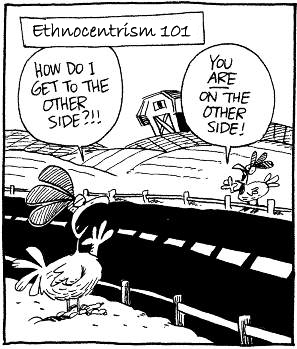 Ethnocentrism 101
HOW DO I
GET TO THE
OTHER
SIDE?!!
YOU
ARE
ON THE
OTHER
SIDE!